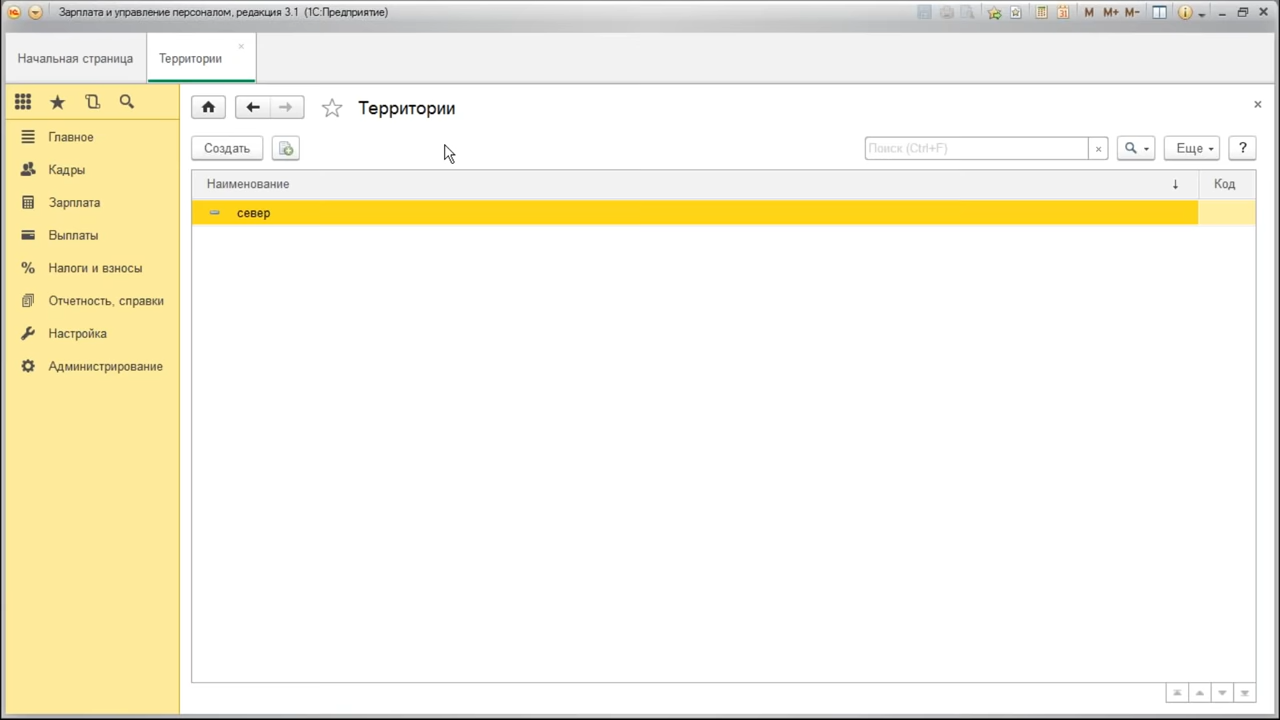 Зарплата и управление персоналом, редакция 3.1 (1С:Предприятие)
M M+ M-
Начальная страница
Территории
Главное
Кадры
Зарплата
Выплаты
Налоги и взносы
Отчетность, справки
Настройка
Администрирование
Территории
Создать
Поиск (Ctrl+F)
Еще
?
Наименование
Код
север